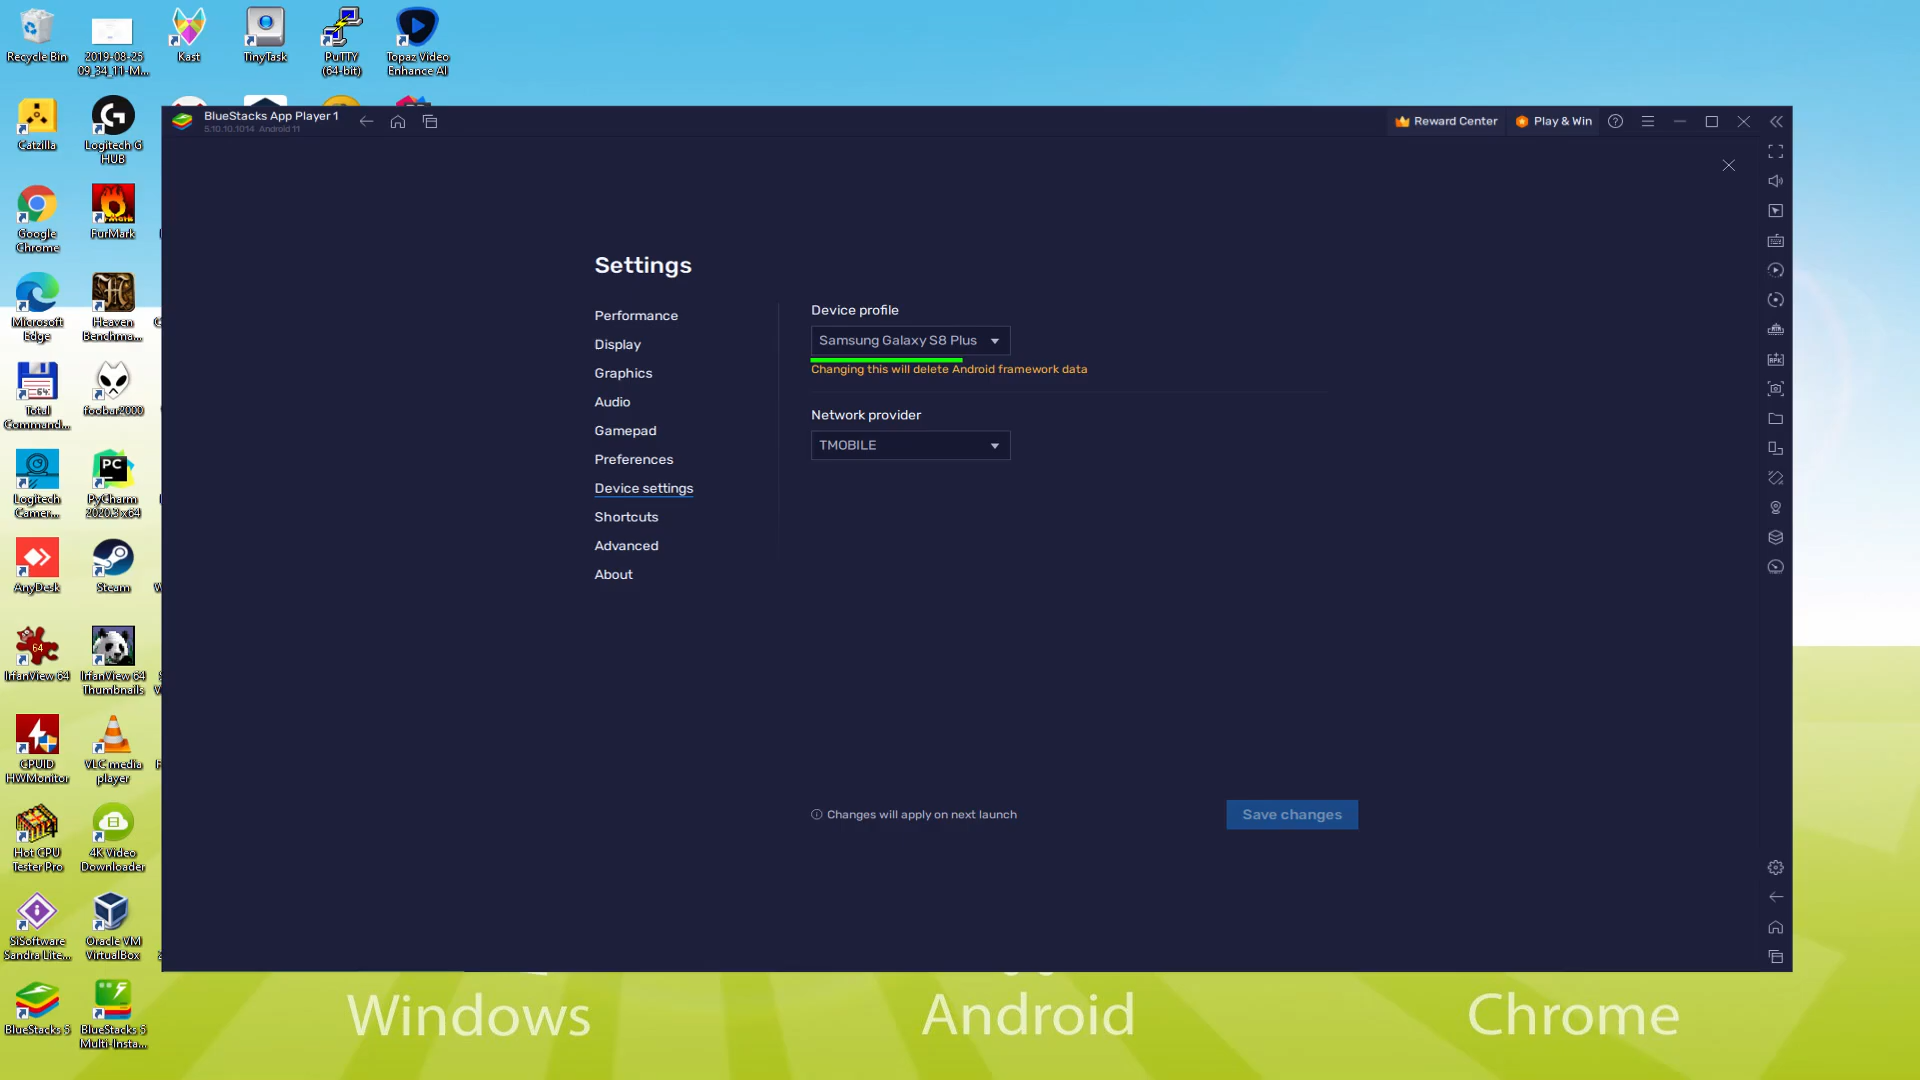 Recycle Bin
2019-08-25
09_34_11-M...
Kast
TinyTask
PuTTY
(64-bit)
Topaz Video
Enhance AI
Catzilla
Logitech G
HUB
Google
Chrome
FurMark
Microsoft
Edge
Heaven
Benchma...
Total
Command...
foobar2000
Logitech
Camer...
PyCharm
2020.3 x64
AnyDesk
Steam
IrfanView 64
IrfanView 64
Thumbnails
CPUID
HWMonitor
VLC media
player
Hot CPU
Tester Pro
4K Video
Downloader
SiSoftware
Sandra Lite...
Oracle VM
VirtualBox
BlueStacks 5
BlueStacks 5
Multi-Insta...
BlueStacks App Player 1
5.10.10.1014 Android 11
Reward Center
Play & Win
Settings
Performance
Display
Graphics
Audio
Gamepad
Preferences
Device settings
Shortcuts
Advanced
About
Device profile
Samsung Galaxy S8 Plus
Changing this will delete Android framework data
Network provider
TMOBILE
Changes will apply on next launch
Save changes
Windows
Android
Chrome